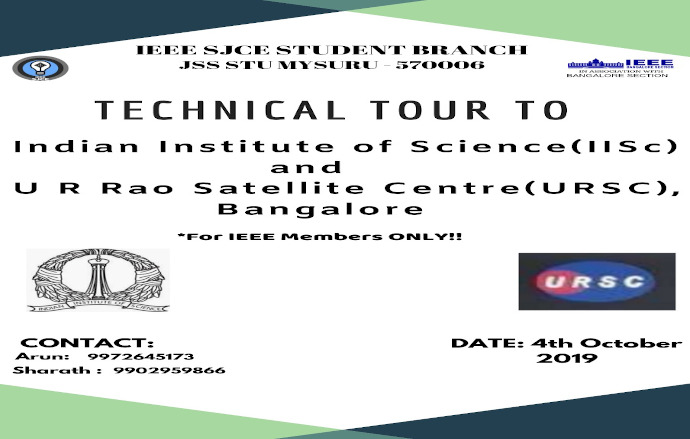 IEEE SJCE STUDENT BRANCH
JSS STU MYSURU - 570006
IEEE
BANGALORE SECTION
IN ASSOCIATION WITH
BANGALORE SECTION
TECHNICAL TOUR TO
Indian Institute of Science(IISc)
and
U R Rao Satellite Centre(URSC),
Bangalore
*For IEEE Members ONLY!!
INDIAN INSTITUTE OF SCIENCE
URSC
CONTACT:
Arun: 9972645173
Sharath : 9902959866
DATE: 4th October
2019